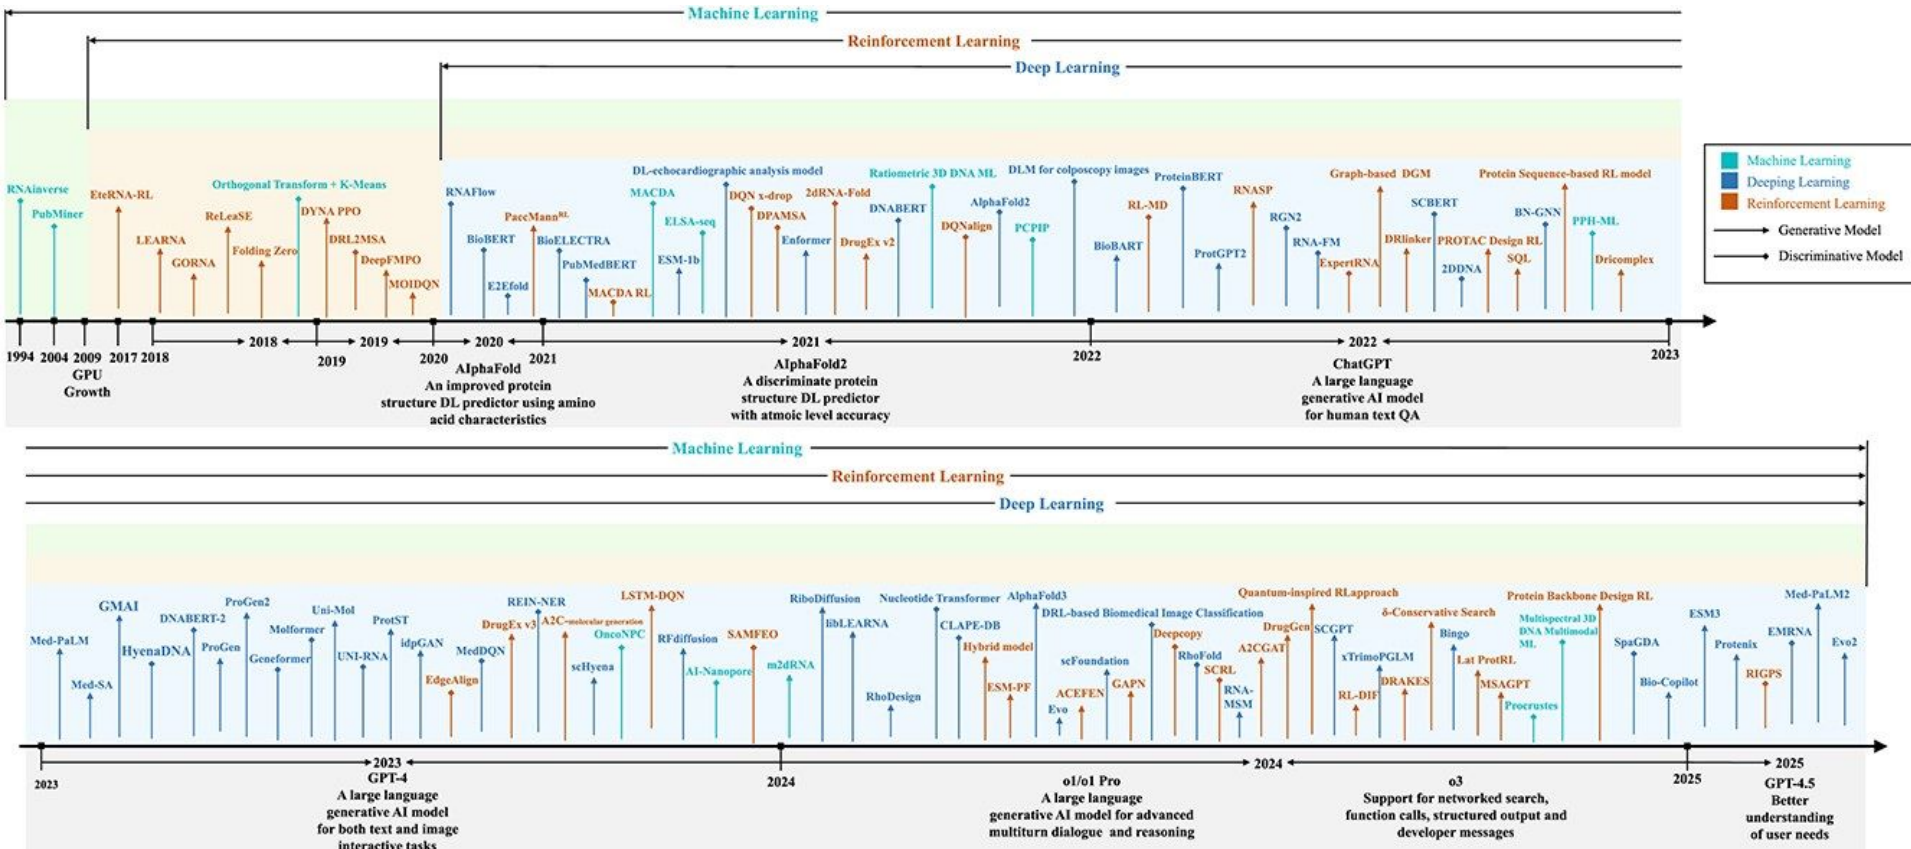 Machine Learning
Reinforcement Learning
Deep Learning
RNAinverse
PubMiner
EteRNA-RL
LEARNA
GORNA
ReLeaSE
Folding Zero
Orthogonal Transform + K-Means
DYNA PPO
DRL2MSA
DeepFMPO
MOIDQN
RNAFlow
BioBERT
E2Efold
PaccMannRL
BioELECTRA
PubMedBERT
MACDA RL
MACDA
ESM-1b
ELSA-seq
DL-echocardiographic analysis model
DQN x-drop
DPAMSA
Enformer
2dRNA-Fold
DrugEx v2
DNABERT
Ratiometric 3D DNA ML
DQNalign
AlphaFold2
PCPIP
DLM for colposcopy images
BioBART
RL-MD
ProteinBERT
ProtGPT2
RNASP
RGN2
RNA-FM
ExpertRNA
Graph-based DGM
DRlinker
SCBERT
2DDNA
PROTAC Design RL
SQL
BN-GNN
Protein Sequence-based RL model
PPH-ML
Dricomplex
Machine Learning
Deeping Learning
Reinforcement Learning
Generative Model
Discriminative Model
1994 2004 2009 2017 2018 2018 2019 2019 2020 2020 2021 2021 2022 2022 2023
GPU
Growth
AlphaFold
An improved protein
structure DL predictor using amino
acid characteristics
AlphaFold2
A discriminate protein
structure DL predictor
with atmoic level accuracy
ChatGPT
A large language
generative AI model
for human text QA
Machine Learning
Reinforcement Learning
Deep Learning
Med-PaLM
Med-SA
GMAI
HyenaDNA
DNABERT-2
ProGen
ProGen2
Geneformer
Molformer
Uni-Mol
UNI-RNA
ProtST
idpGAN
EdgeAlign
MedDQN
DrugEx v3
REIN-NER
A2C-molecular generation
scHyena
OncoNPC
LSTM-DQN
RFdiffusion
AI-Nanopore
SAMFEO
m2dRNA
RiboDiffusion
libLEARNA
RhoDesign
Nucleotide Transformer
CLAPE-DB
Hybrid model
ESM-PF
AlphaFold3
Evo
ACEFEN
scFoundation
GAPN
DRL-based Biomedical Image Classification
Deepcopy
RhoFold
SCRL
RNA-
MSM
A2CGAT
DrugGen
Quantum-inspired RLapproach
SCGPT
RL-DIF
xTrimoPGLM
DRAKES
δ-Conservative Search
Bingo
Lat ProtRL
MSAGPT
Procrustes
Multispectral 3D
DNA Multimodal
ML
Protein Backbone Design RL
SpaGDA
Bio-Copilot
ESM3
Protenix
RIGPS
EMRNA
Med-PaLM2
Evo2
2023 2023 2024 2024 2025 2025
GPT-4
A large language
generative AI model
for both text and image
interactive tasks
o1/o1 Pro
A large language
generative AI model for advanced
multiturn dialogue and reasoning
o3
Support for networked search,
function calls, structured output and
developer messages
GPT-4.5
Better
understanding
of user needs